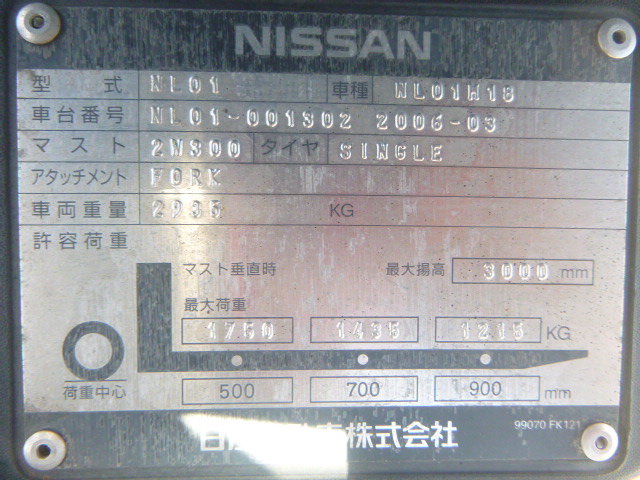 NISSAN
型式 NL01 車種 NL01H18
車台番号 NL01-001302 2006-03
マスト 2W300 タイヤ SINGLE
アタッチメント FORK
車両重量 2935 KG
許容荷重
マスト垂直時 最大揚高 3000 mm
最大荷重
1750 1435 1215 KG
荷重中心 500 700 900 mm
車株式会社 99070 FK121